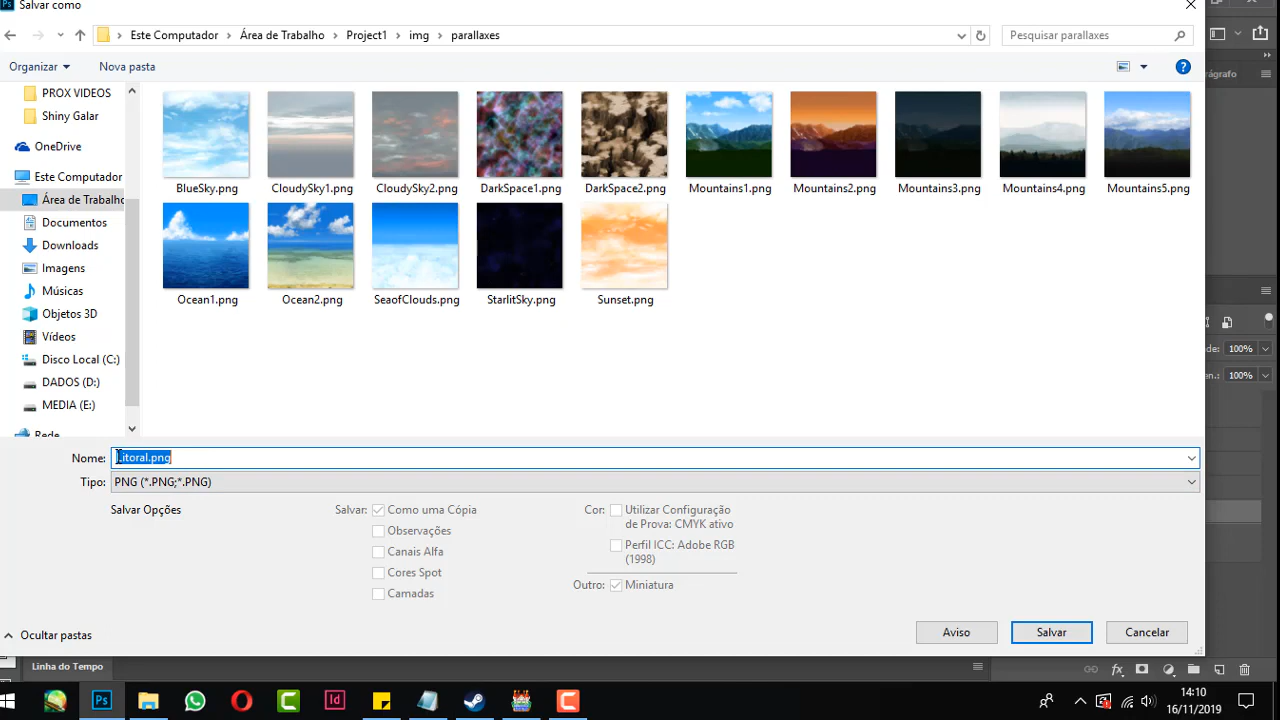 Salvar como
Este Computador > Área de Trabalho > Project1 > img > parallaxes
Pesquisar parallaxes
Organizar
Nova pasta
PROX VIDEOS
Shiny Galar
OneDrive
Este Computador
Área de Trabalho
Documentos
Downloads
Imagens
Músicas
Objetos 3D
Vídeos
Disco Local (C:)
DADOS (D:)
MEDIA (E:)
Rede
BlueSky.png
CloudySky1.png
CloudySky2.png
DarkSpace1.png
DarkSpace2.png
Mountains1.png
Mountains2.png
Mountains3.png
Mountains4.png
Mountains5.png
Ocean1.png
Ocean2.png
SeaofClouds.png
StarlitSky.png
Sunset.png
Nome: Litoral.png
Tipo: PNG (*.PNG;*.PNG)
Salvar Opções
Salvar: Como uma Cópia
Observações
Canais Alfa
Cores Spot
Camadas
Cor: Utilizar Configuração
de Prova: CMYK ativo
Perfil ICC: Adobe RGB
(1998)
Outro: Miniatura
Ocultar pastas
Aviso
Salvar
Cancelar
arágrafo
de: 100%
en.: 100%
Linha do Tempo
fx
Ps
Id
14:10
16/11/2019